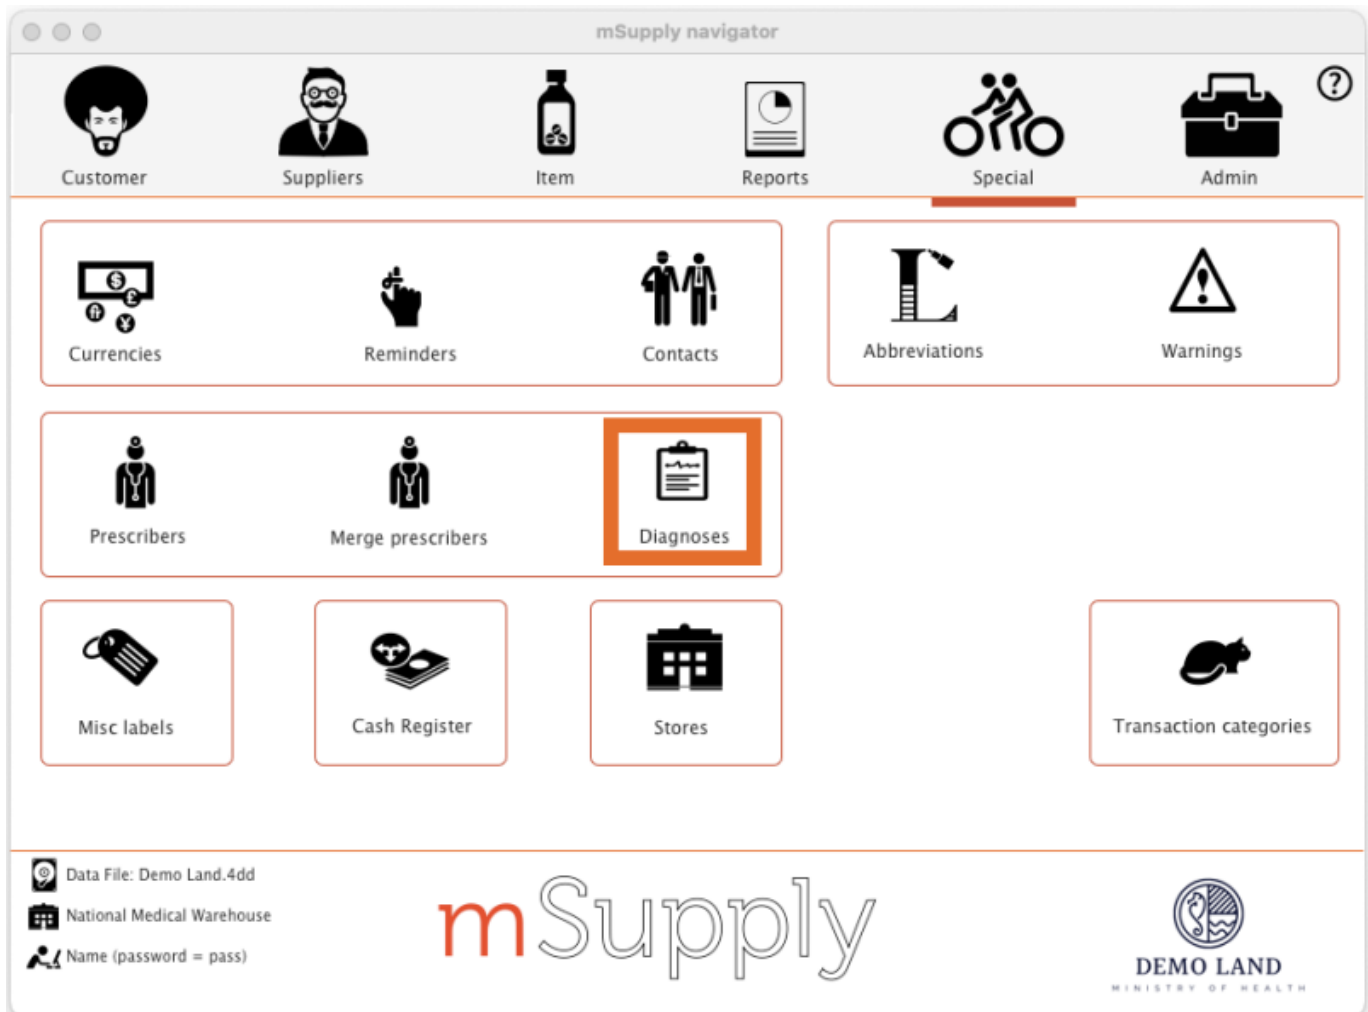 mSupply navigator
Customer
Suppliers
Item
Reports
Special
Admin
?
Currencies
Reminders
Contacts
Abbreviations
Warnings
Prescribers
Merge prescribers
Diagnoses
Misc labels
Cash Register
Stores
Transaction categories
Data File: Demo Land.4dd
National Medical Warehouse
Name (password = pass)
mSupply
DEMO LAND
MINISTRY OF HEALTH